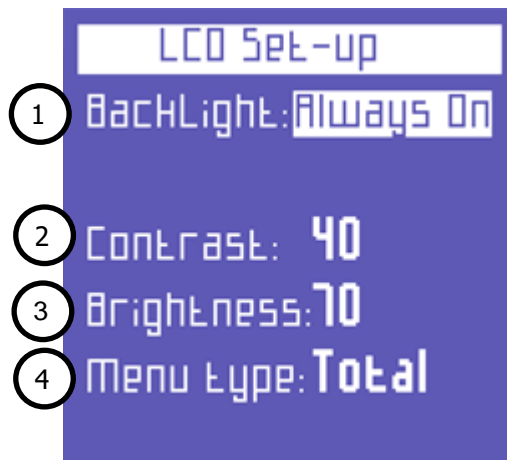 LCD Set-up
1 BackLight: Always On
2 Contrast: 40
3 Brightness: 70
4 Menu type: Total